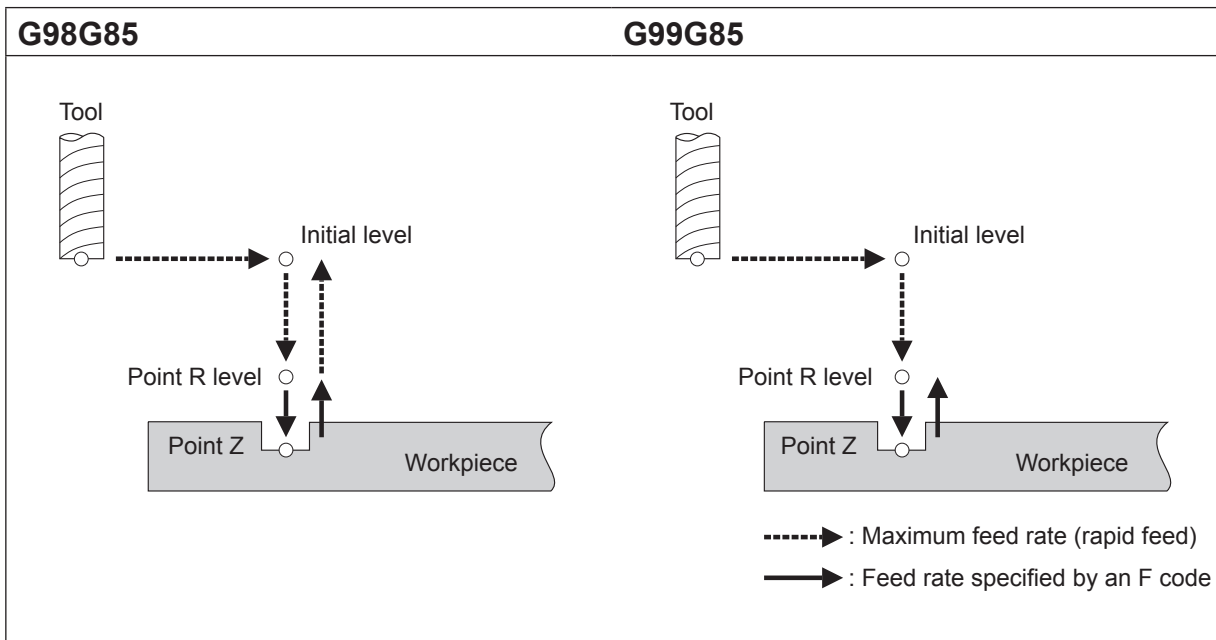 G98G85
G99G85
Tool
Initial level
Point R level
Point Z
Workpiece
Tool
Initial level
Point R level
Point Z
Workpiece
: Maximum feed rate (rapid feed)
: Feed rate specified by an F code